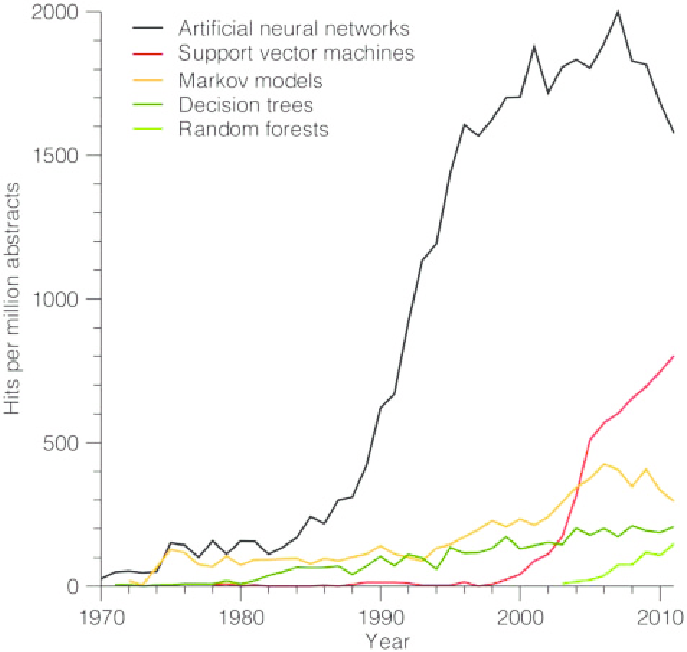 2000
1500
1000
500
0
Hits per million abstracts
Artificial neural networks
Support vector machines
Markov models
Decision trees
Random forests
1970 1980 1990 2000 2010
Year